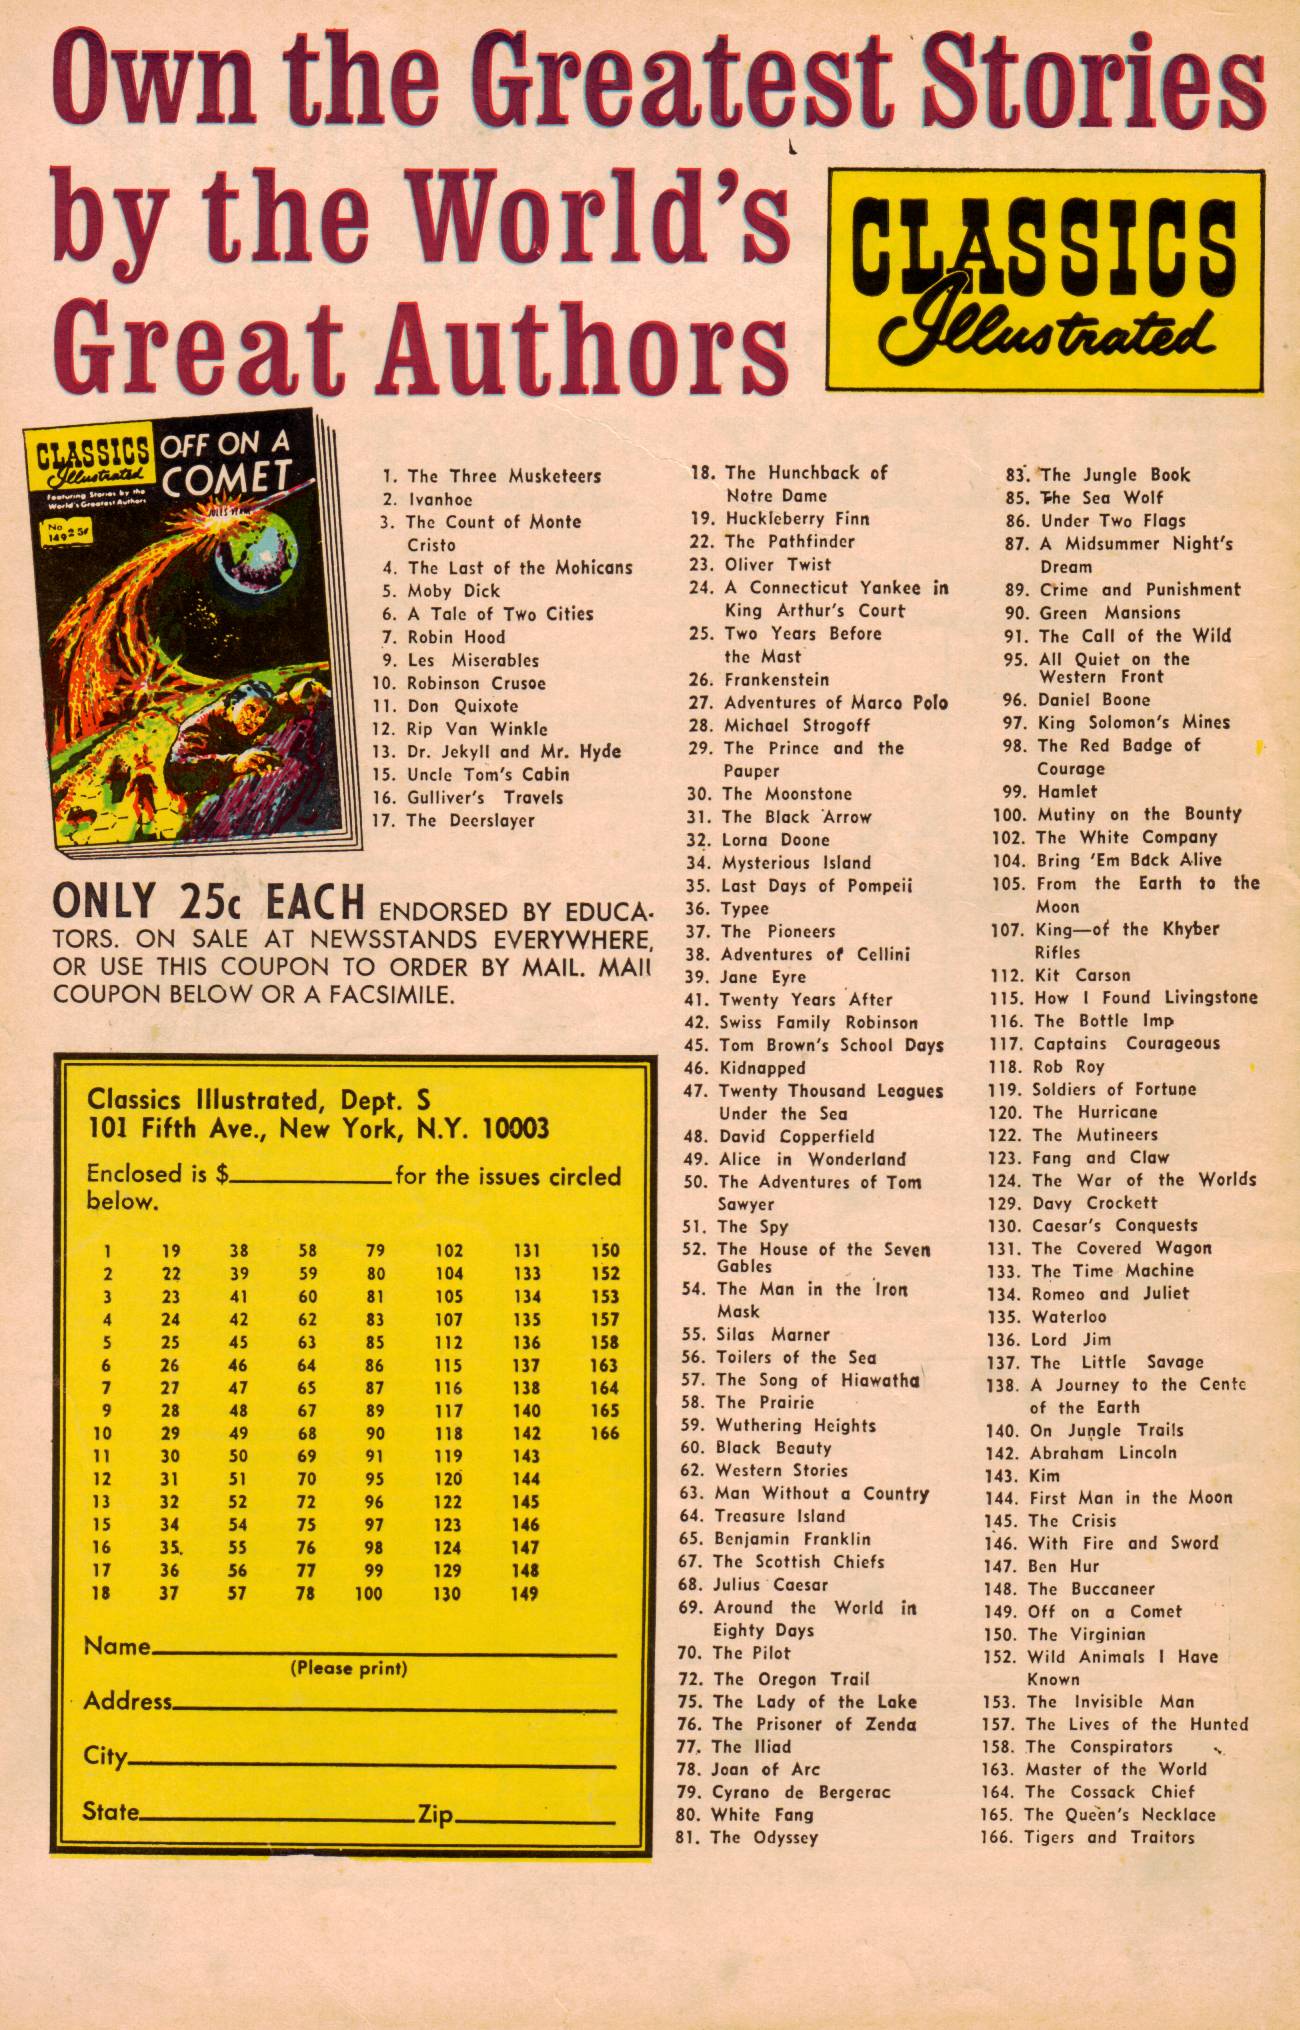 Own the Greatest Stories
by the World's
Great Authors
CLASSICS
Illustrated
CLASSICS
Illustrated
Featuring Stories by the
World's Greatest Authors
OFF ON A
COMET
No.
149 25¢
JULES VERNE
1. The Three Musketeers
2. Ivanhoe
3. The Count of Monte
Cristo
4. The Last of the Mohicans
5. Moby Dick
6. A Tale of Two Cities
7. Robin Hood
9. Les Miserables
10. Robinson Crusoe
11. Don Quixote
12. Rip Van Winkle
13. Dr. Jekyll and Mr. Hyde
15. Uncle Tom's Cabin
16. Gulliver's Travels
17. The Deerslayer
ONLY 25c EACH ENDORSED BY EDUCA-
TORS. ON SALE AT NEWSSTANDS EVERYWHERE,
OR USE THIS COUPON TO ORDER BY MAIL. MAIL
COUPON BELOW OR A FACSIMILE.
Classics Illustrated, Dept. S
101 Fifth Ave., New York, N.Y. 10003
Enclosed is $ for the issues circled
below.
1 19 38 58 79 102 131 150
2 22 39 59 80 104 133 152
3 23 41 60 81 105 134 153
4 24 42 62 83 107 135 157
5 25 45 63 85 112 136 158
6 26 46 64 86 115 137 163
7 27 47 65 87 116 138 164
9 28 48 67 89 117 140 165
10 29 49 68 90 118 142 166
11 30 50 69 91 119 143
12 31 51 70 95 120 144
13 32 52 72 96 122 145
15 34 54 75 97 123 146
16 35 55 76 98 124 147
17 36 56 77 99 129 148
18 37 57 78 100 130 149
Name
(Please print)
Address
City
State Zip
18. The Hunchback of
Notre Dame
19. Huckleberry Finn
22. The Pathfinder
23. Oliver Twist
24. A Connecticut Yankee in
King Arthur's Court
25. Two Years Before
the Mast
26. Frankenstein
27. Adventures of Marco Polo
28. Michael Strogoff
29. The Prince and the
Pauper
30. The Moonstone
31. The Black Arrow
32. Lorna Doone
34. Mysterious Island
35. Last Days of Pompeii
36. Typee
37. The Pioneers
38. Adventures of Cellini
39. Jane Eyre
41. Twenty Years After
42. Swiss Family Robinson
45. Tom Brown's School Days
46. Kidnapped
47. Twenty Thousand Leagues
Under the Sea
48. David Copperfield
49. Alice in Wonderland
50. The Adventures of Tom
Sawyer
51. The Spy
52. The House of the Seven
Gables
54. The Man in the Iron
Mask
55. Silas Marner
56. Toilers of the Sea
57. The Song of Hiawatha
58. The Prairie
59. Wuthering Heights
60. Black Beauty
62. Western Stories
63. Man Without a Country
64. Treasure Island
65. Benjamin Franklin
67. The Scottish Chiefs
68. Julius Caesar
69. Around the World in
Eighty Days
70. The Pilot
72. The Oregon Trail
75. The Lady of the Lake
76. The Prisoner of Zenda
77. The Iliad
78. Joan of Arc
79. Cyrano de Bergerac
80. White Fang
81. The Odyssey
83. The Jungle Book
85. The Sea Wolf
86. Under Two Flags
87. A Midsummer Night's
Dream
89. Crime and Punishment
90. Green Mansions
91. The Call of the Wild
95. All Quiet on the
Western Front
96. Daniel Boone
97. King Solomon's Mines
98. The Red Badge of
Courage
99. Hamlet
100. Mutiny on the Bounty
102. The White Company
104. Bring 'Em Back Alive
105. From the Earth to the
Moon
107. King—of the Khyber
Rifles
112. Kit Carson
115. How I Found Livingstone
116. The Bottle Imp
117. Captains Courageous
118. Rob Roy
119. Soldiers of Fortune
120. The Hurricane
122. The Mutineers
123. Fang and Claw
124. The War of the Worlds
129. Davy Crockett
130. Caesar's Conquests
131. The Covered Wagon
133. The Time Machine
134. Romeo and Juliet
135. Waterloo
136. Lord Jim
137. The Little Savage
138. A Journey to the Cente
of the Earth
140. On Jungle Trails
142. Abraham Lincoln
143. Kim
144. First Man in the Moon
145. The Crisis
146. With Fire and Sword
147. Ben Hur
148. The Buccaneer
149. Off on a Comet
150. The Virginian
152. Wild Animals I Have
Known
153. The Invisible Man
157. The Lives of the Hunted
158. The Conspirators
163. Master of the World
164. The Cossack Chief
165. The Queen's Necklace
166. Tigers and Traitors